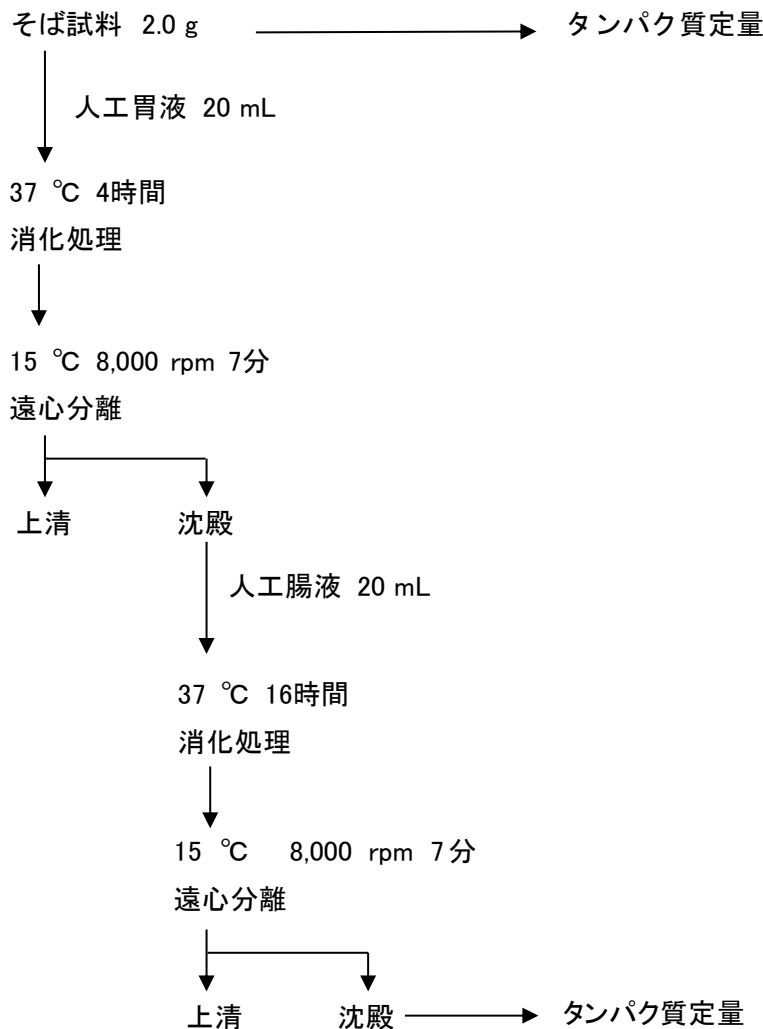 そば試料 2.0 g
タンパク質定量
人工胃液 20 mL
37 ℃ 4時間
消化処理
15 ℃ 8,000 rpm 7分
遠心分離
上清
沈殿
人工腸液 20 mL
37 ℃ 16時間
消化処理
15 ℃ 8,000 rpm 7分
遠心分離
上清
沈殿
タンパク質定量